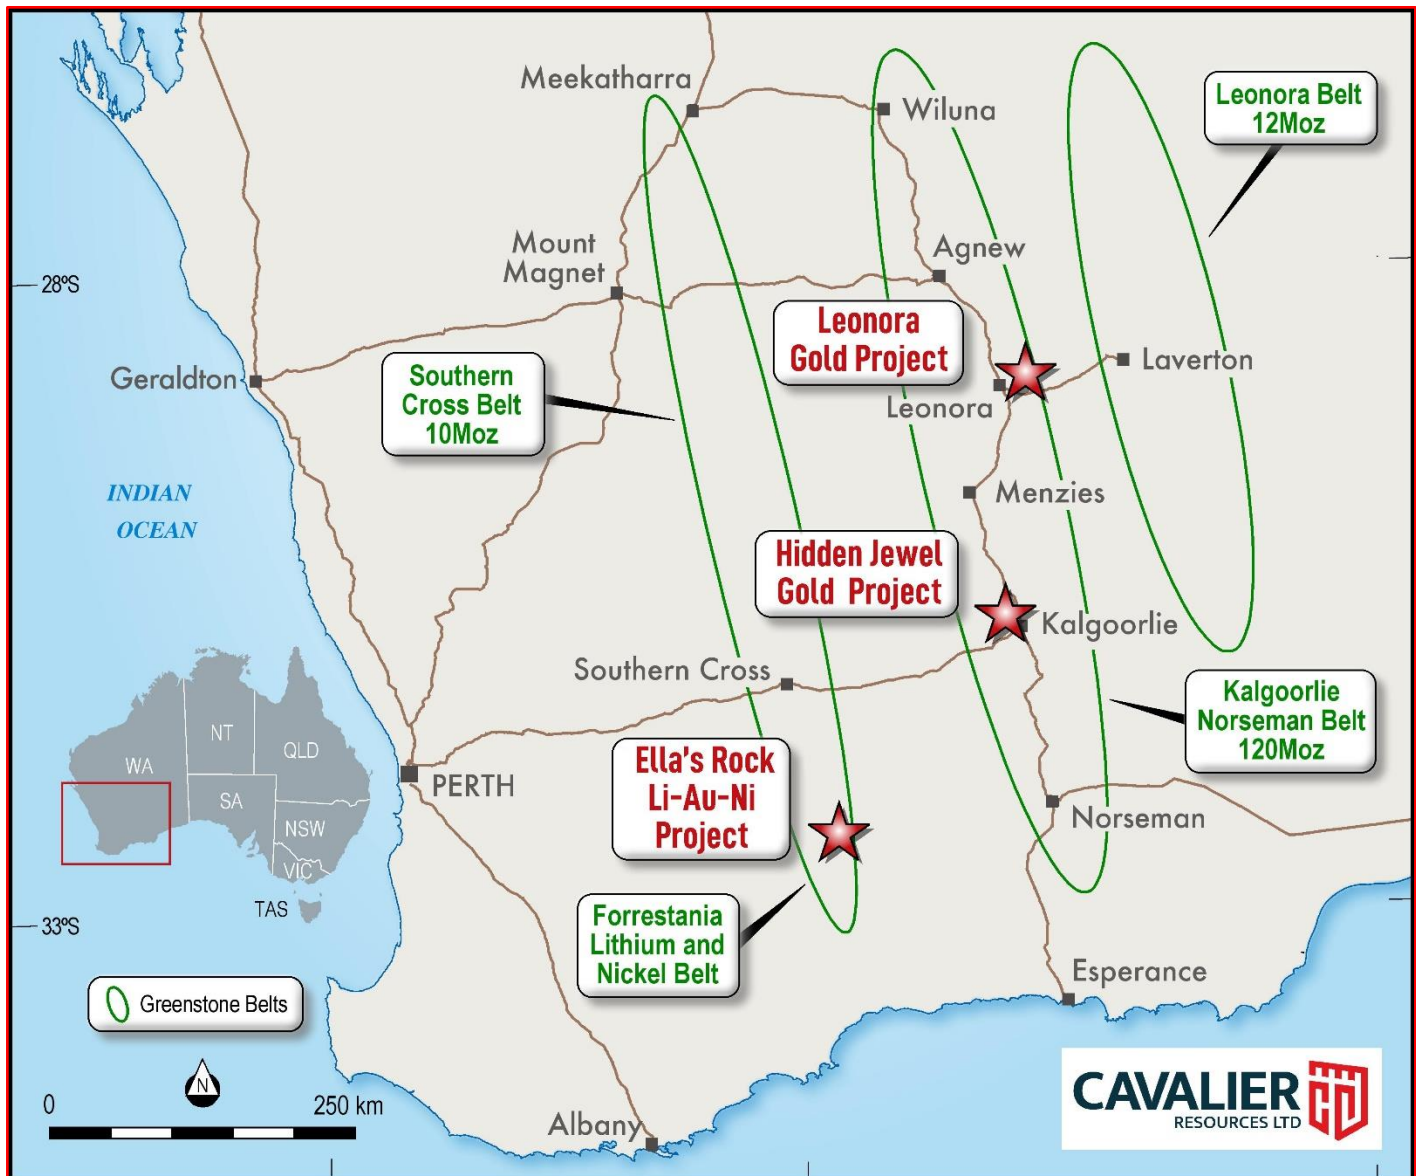 Meekatharra
Wiluna
Leonora Belt
12Moz
Mount
Magnet
Agnew
28ºS
Leonora
Gold Project
Laverton
Geraldton
Southern
Cross Belt
10Moz
Leonora
INDIAN
OCEAN
Menzies
Hidden Jewel
Gold Project
Kalgoorlie
Southern Cross
Kalgoorlie
Norseman Belt
120Moz
WA
NT
QLD
SA
NSW
VIC
TAS
PERTH
Ella's Rock
Li-Au-Ni
Project
Norseman
33ºS
Forrestania
Lithium and
Nickel Belt
Esperance
Greenstone Belts
N
0 250 km
Albany
CAVALIER
RESOURCES LTD